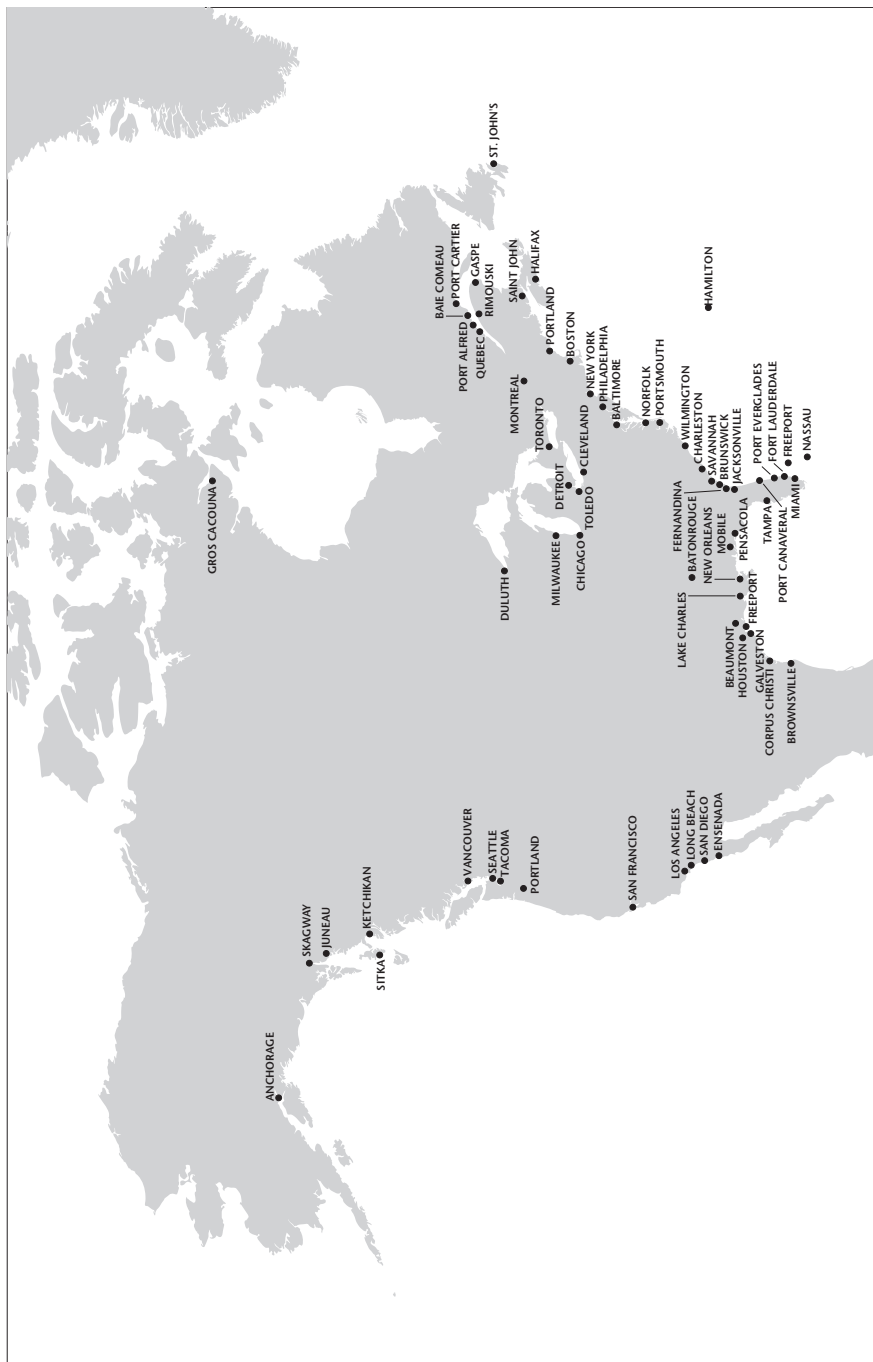 ANCHORAGE
SKAGWAY
JUNEAU
KETCHIKAN
SITKA
VANCOUVER
SEATTLE
TACOMA
PORTLAND
SAN FRANCISCO
LOS ANGELES
LONG BEACH
SAN DIEGO
ENSENADA
GROS CACOUNA
DULUTH
MILWAUKEE
CHICAGO
DETROIT
TOLEDO
CLEVELAND
TORONTO
MONTREAL
BAIE COMEAU
PORT CARTIER
PORT ALFRED
QUEBEC
GASPE
RIMOUSKI
ST. JOHN'S
SAINT JOHN
HALIFAX
PORTLAND
BOSTON
NEW YORK
PHILADELPHIA
BALTIMORE
NORFOLK
PORTSMOUTH
HAMILTON
WILMINGTON
CHARLESTON
SAVANNAH
BRUNSWICK
JACKSONVILLE
FERNANDINA
BATONROUGE
NEW ORLEANS
MOBILE
PENSACOLA
LAKE CHARLES
BEAUMONT
HOUSTON
FREEPORT
GALVESTON
CORPUS CHRISTI
BROWNSVILLE
TAMPA
PORT CANAVERAL
PORT EVERGLADES
FORT LAUDERDALE
FREEPORT
MIAMI
NASSAU